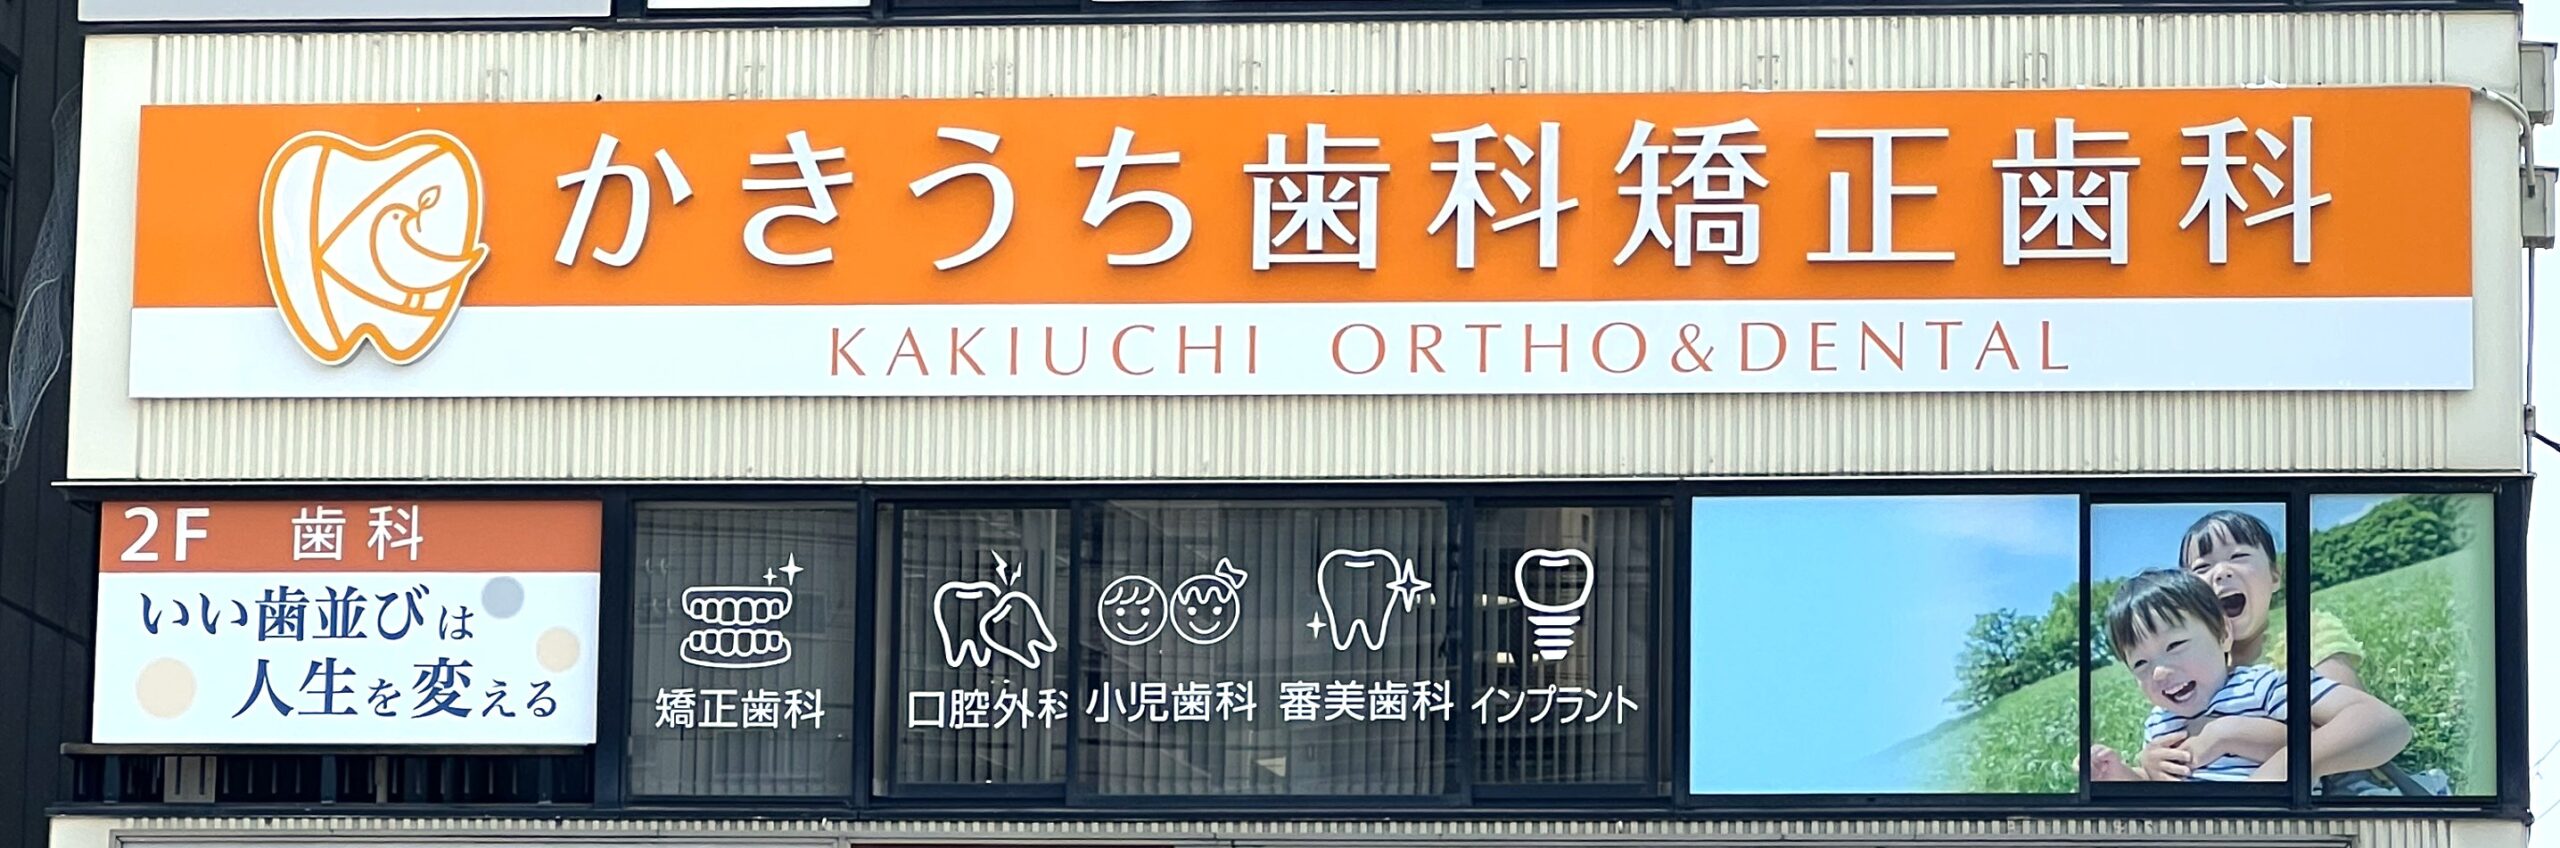 かきうち歯科矯正歯科
KAKIUCHI ORTHO&DENTAL
2F 歯科
いい歯並びは
人生を変える
矯正歯科
口腔外科
小児歯科
審美歯科
インプラント